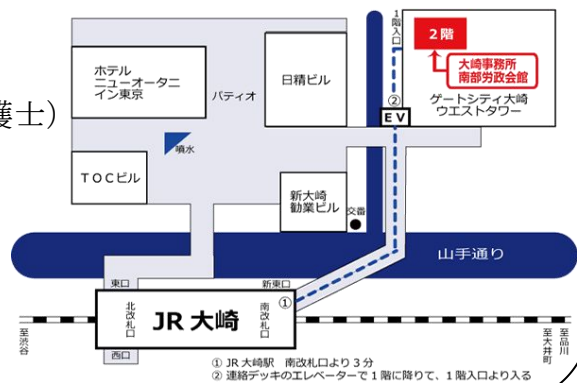 ホテル
ニューオータニ
イン東京
パティオ
日精ビル
1階入口
2階
大崎事務所
南部労政会館
②
EV
ゲートシティ大崎
ウエストタワー
護士）
噴水
TOCビル
新大崎
勧業ビル
交番
山手通り
東口
新東口
北改札口
JR 大崎
南改札口
①
西口
至渋谷
至大井町
至品川
① JR 大崎駅　南改札口より 3 分
② 連絡デッキのエレベーターで 1 階に降りて、1 階入口より入る